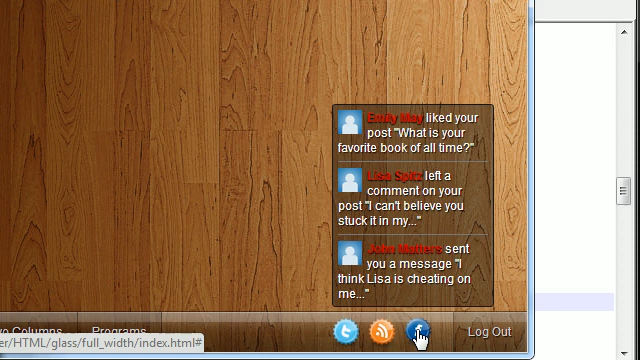 Emily May liked your
post "What is your
favorite book of all time?"
Lisa Spitz left a
comment on your
post "I can't believe you
stuck it in my..."
John Matters sent
you a message "I
think Lisa is cheating on
me..."
Columns
Programs
Log Out
er/HTML/glass/full_width/index.html#